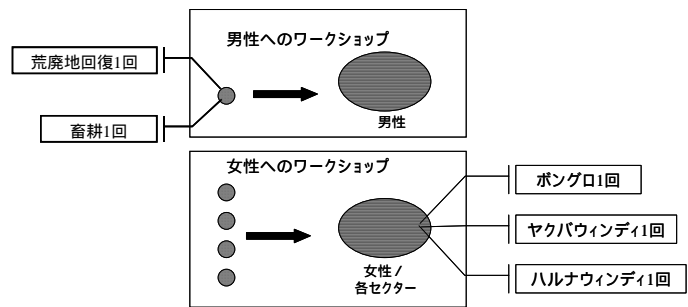 男性へのワークショップ
荒廃地回復1回
畜耕1回
男性
女性へのワークショップ
ボングロ1回
ヤクバウィンディ1回
ハルナウィンディ1回
女性 /
各セクター